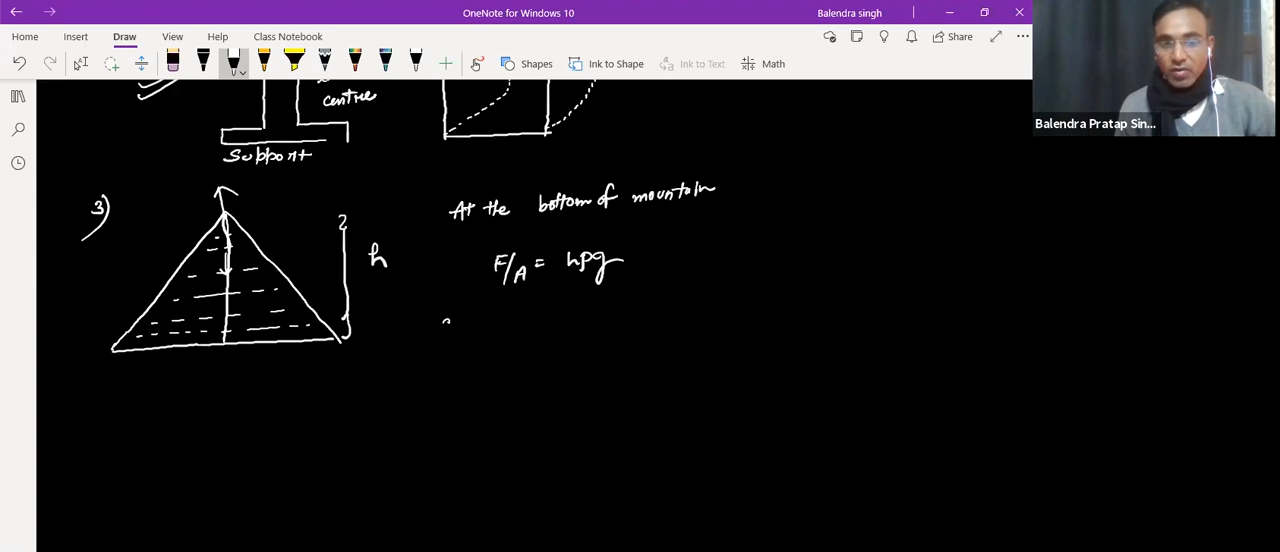 OneNote for Windows 10
Balendra singh
Home Insert Draw View Help Class Notebook
Share
Shapes Ink to Shape Ink to Text Math
Balendra Pratap Sin...
centre
Support
3)
h
At the bottom of mountain
F/A = hρg